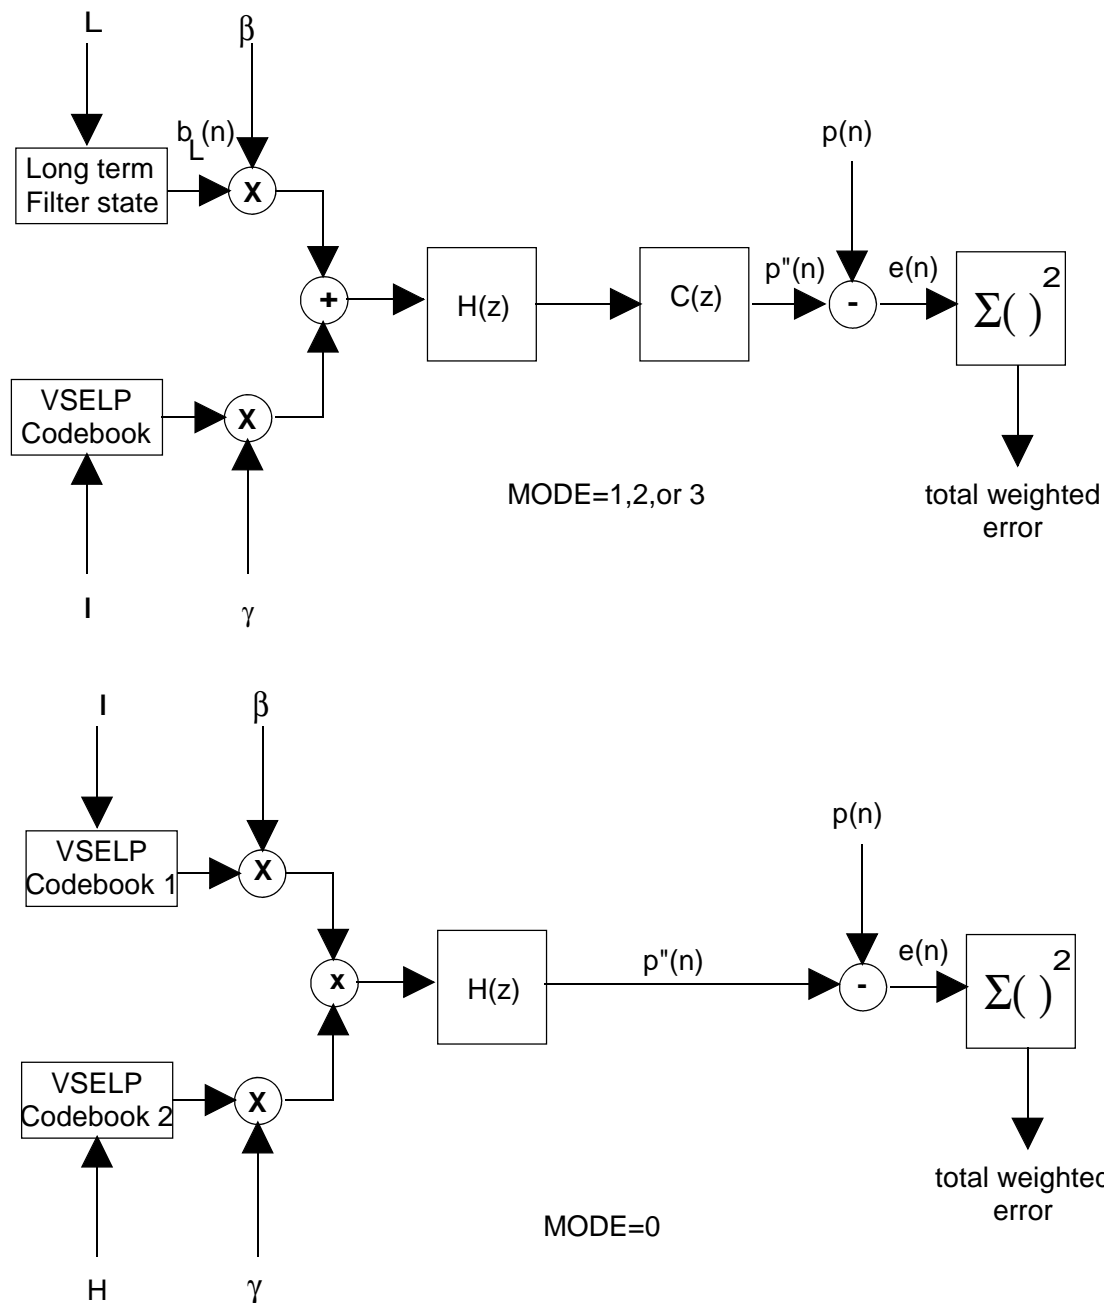 L
β
b_L(n)
p(n)
Long term
Filter state
X
H(z)
C(z)
p"(n)
e(n)
+
-
Σ( )²
VSELP
Codebook
X
MODE=1,2,or 3
total weighted
error
I
γ
I
β
p(n)
VSELP
Codebook 1
X
x
H(z)
p"(n)
e(n)
-
Σ( )²
VSELP
Codebook 2
X
total weighted
error
MODE=0
H
γ